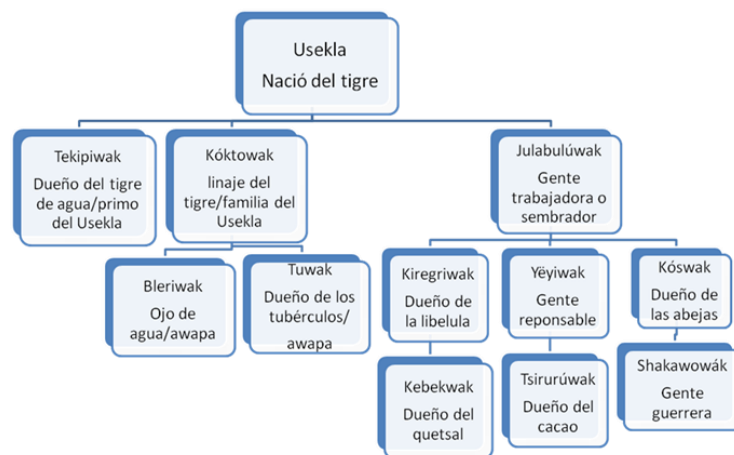 Usekla
Nació del tigre
Tekipiwak
Dueño del tigre
de agua/primo
del Usekla
Kóktowak
linaje del
tigre/familia del
Usekla
Julabulúwak
Gente
trabajadora o
sembrador
Bleriwak
Ojo de
agua/awapa
Tuwak
Dueño de los
tubérculos/
awapa
Kiregriwak
Dueño de
la libelula
Yëyiwak
Gente
reponsable
Kóswak
Dueño de
las abejas
Kebekwak
Dueño del
quetsal
Tsirurúwak
Dueño del
cacao
Shakawowák
Gente
guerrera